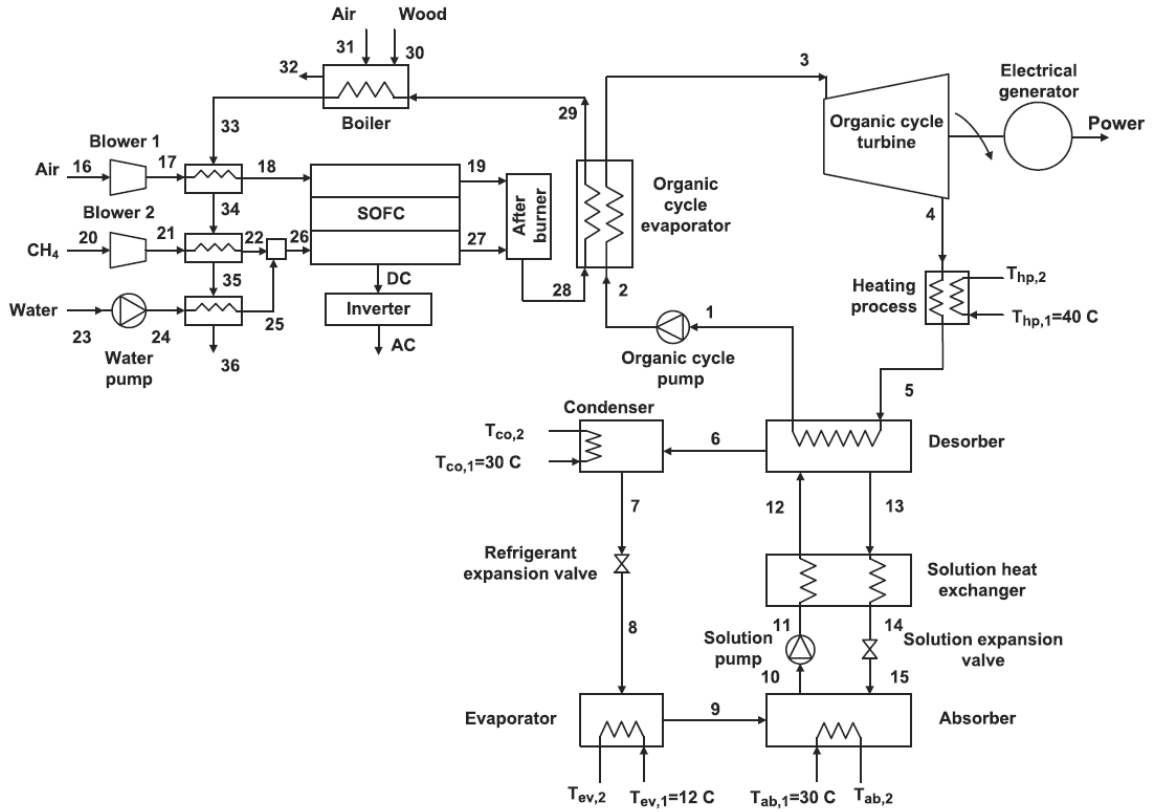 Air
Wood
31
30
32
3
Electrical
generator
29
Boiler
33
Organic cycle
turbine
Power
Blower 1
Air
16
17
18
19
Organic
cycle
evaporator
After
burner
SOFC
34
4
Blower 2
CH4
20
21
22
26
27
35
DC
28
2
Heating
process
Thp,2
Thp,1=40 C
Water
23
24
25
Inverter
1
36
AC
Water
pump
Organic cycle
pump
5
Condenser
Tco,2
Tco,1=30 C
6
Desorber
7
12
13
Refrigerant
expansion valve
Solution heat
exchanger
8
11
14
Solution
pump
Solution expansion
valve
10
15
Evaporator
9
Absorber
Tev,2
Tev,1=12 C
Tab,1=30 C
Tab,2